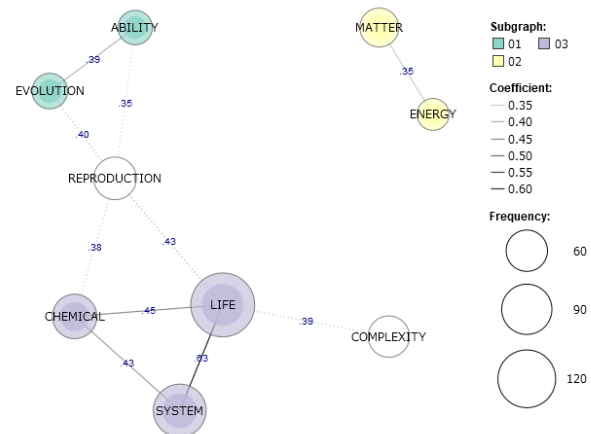 ABILITY
MATTER
.39
.35
EVOLUTION
.35
ENERGY
.40
REPRODUCTION
.38
.43
CHEMICAL
.45
LIFE
.39
COMPLEXITY
.43
.63
SYSTEM
Subgraph:
01 03
02
Coefficient:
0.35
0.40
0.45
0.50
0.55
0.60
Frequency:
60
90
120